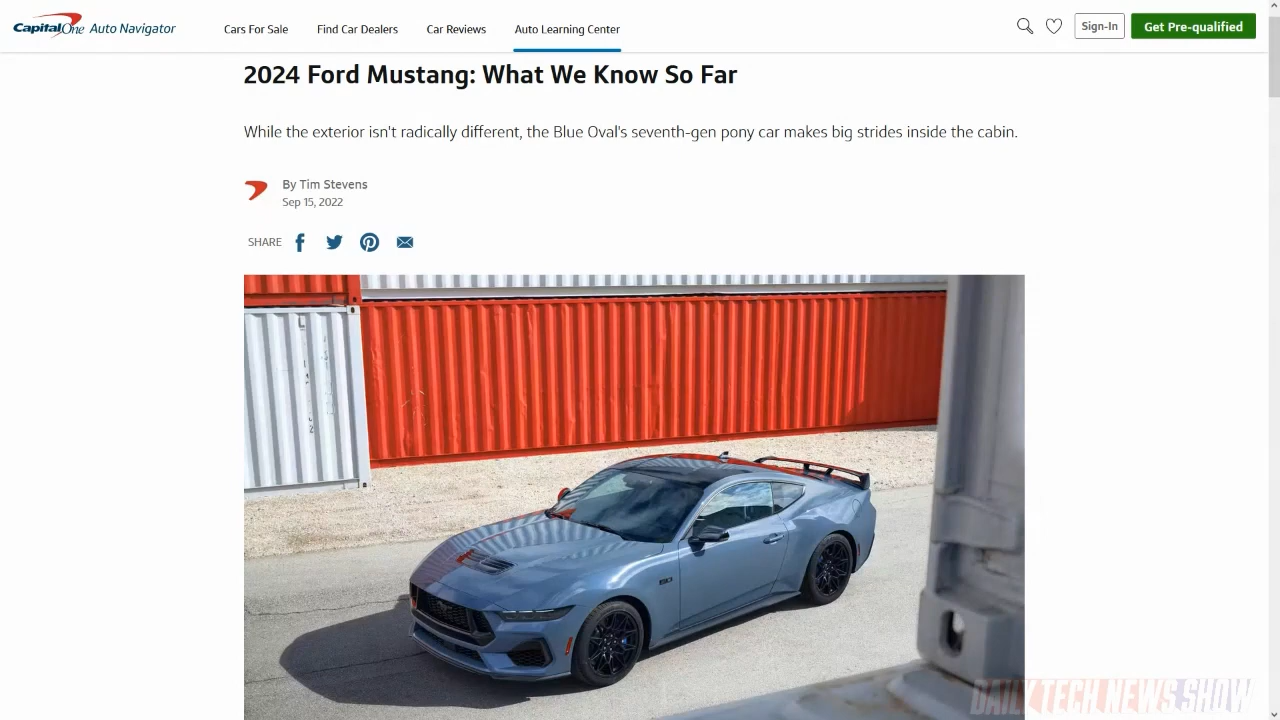 CapitalOne Auto Navigator
Cars For Sale
Find Car Dealers
Car Reviews
Auto Learning Center
Sign-In
Get Pre-qualified
2024 Ford Mustang: What We Know So Far
While the exterior isn't radically different, the Blue Oval's seventh-gen pony car makes big strides inside the cabin.
By Tim Stevens
Sep 15, 2022
SHARE
DAILY TECH NEWS SHOW